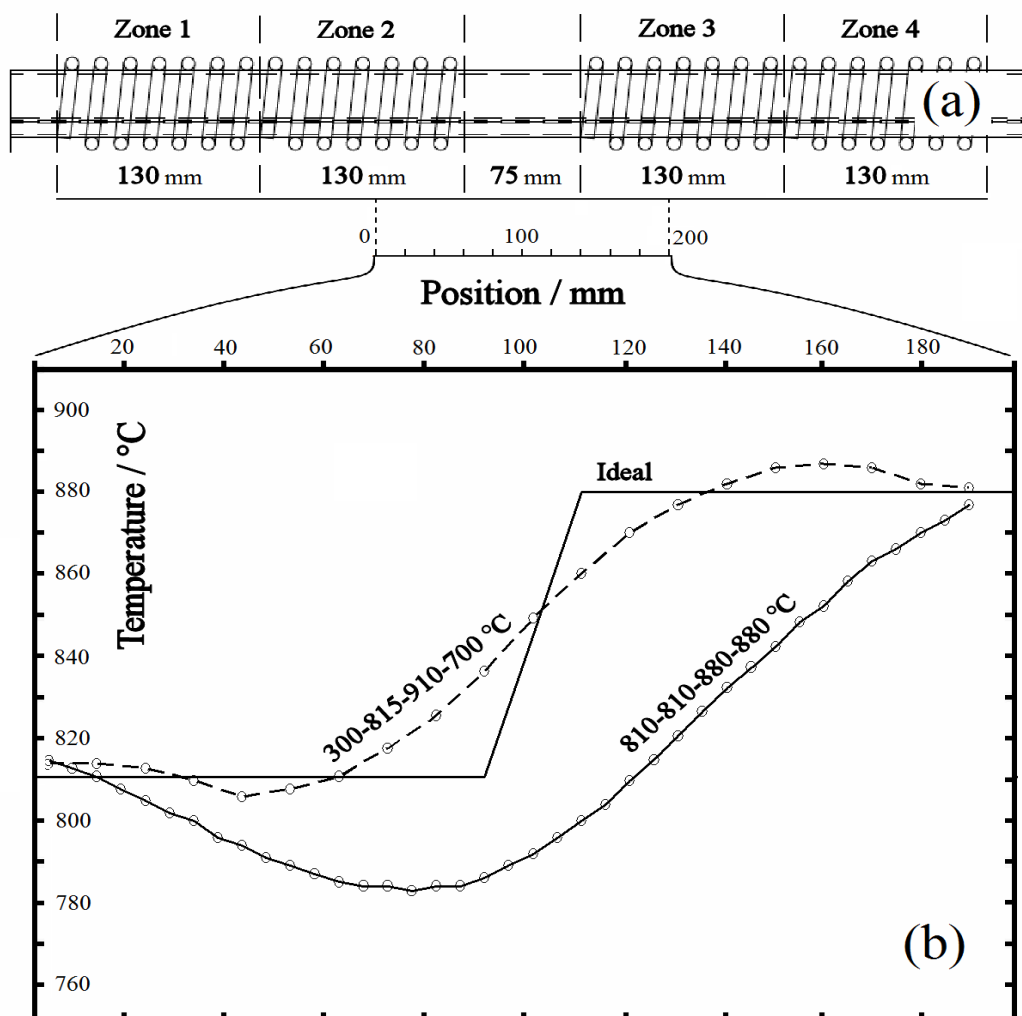 Zone 1 Zone 2 Zone 3 Zone 4
(a)
130 mm 130 mm 75 mm 130 mm 130 mm
0 100 200
Position / mm
20 40 60 80 100 120 140 160 180
900
880
860
840
820
800
780
760
Temperature / °C
Ideal
300-815-910-700 °C
810-810-880-880 °C
(b)